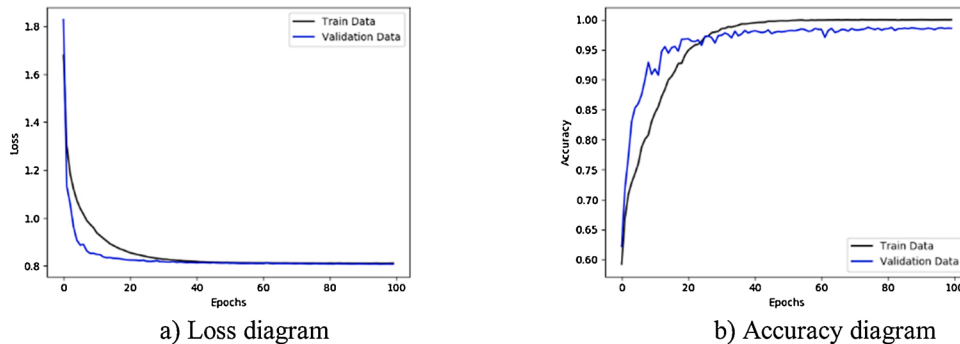 Train Data
Validation Data
1.8
1.6
1.4
1.2
1.0
0.8
Loss
0 20 40 60 80 100
Epochs
a) Loss diagram
1.00
0.95
0.90
0.85
0.80
0.75
0.70
0.65
0.60
Accuracy
Train Data
Validation Data
0 20 40 60 80 100
Epochs
b) Accuracy diagram